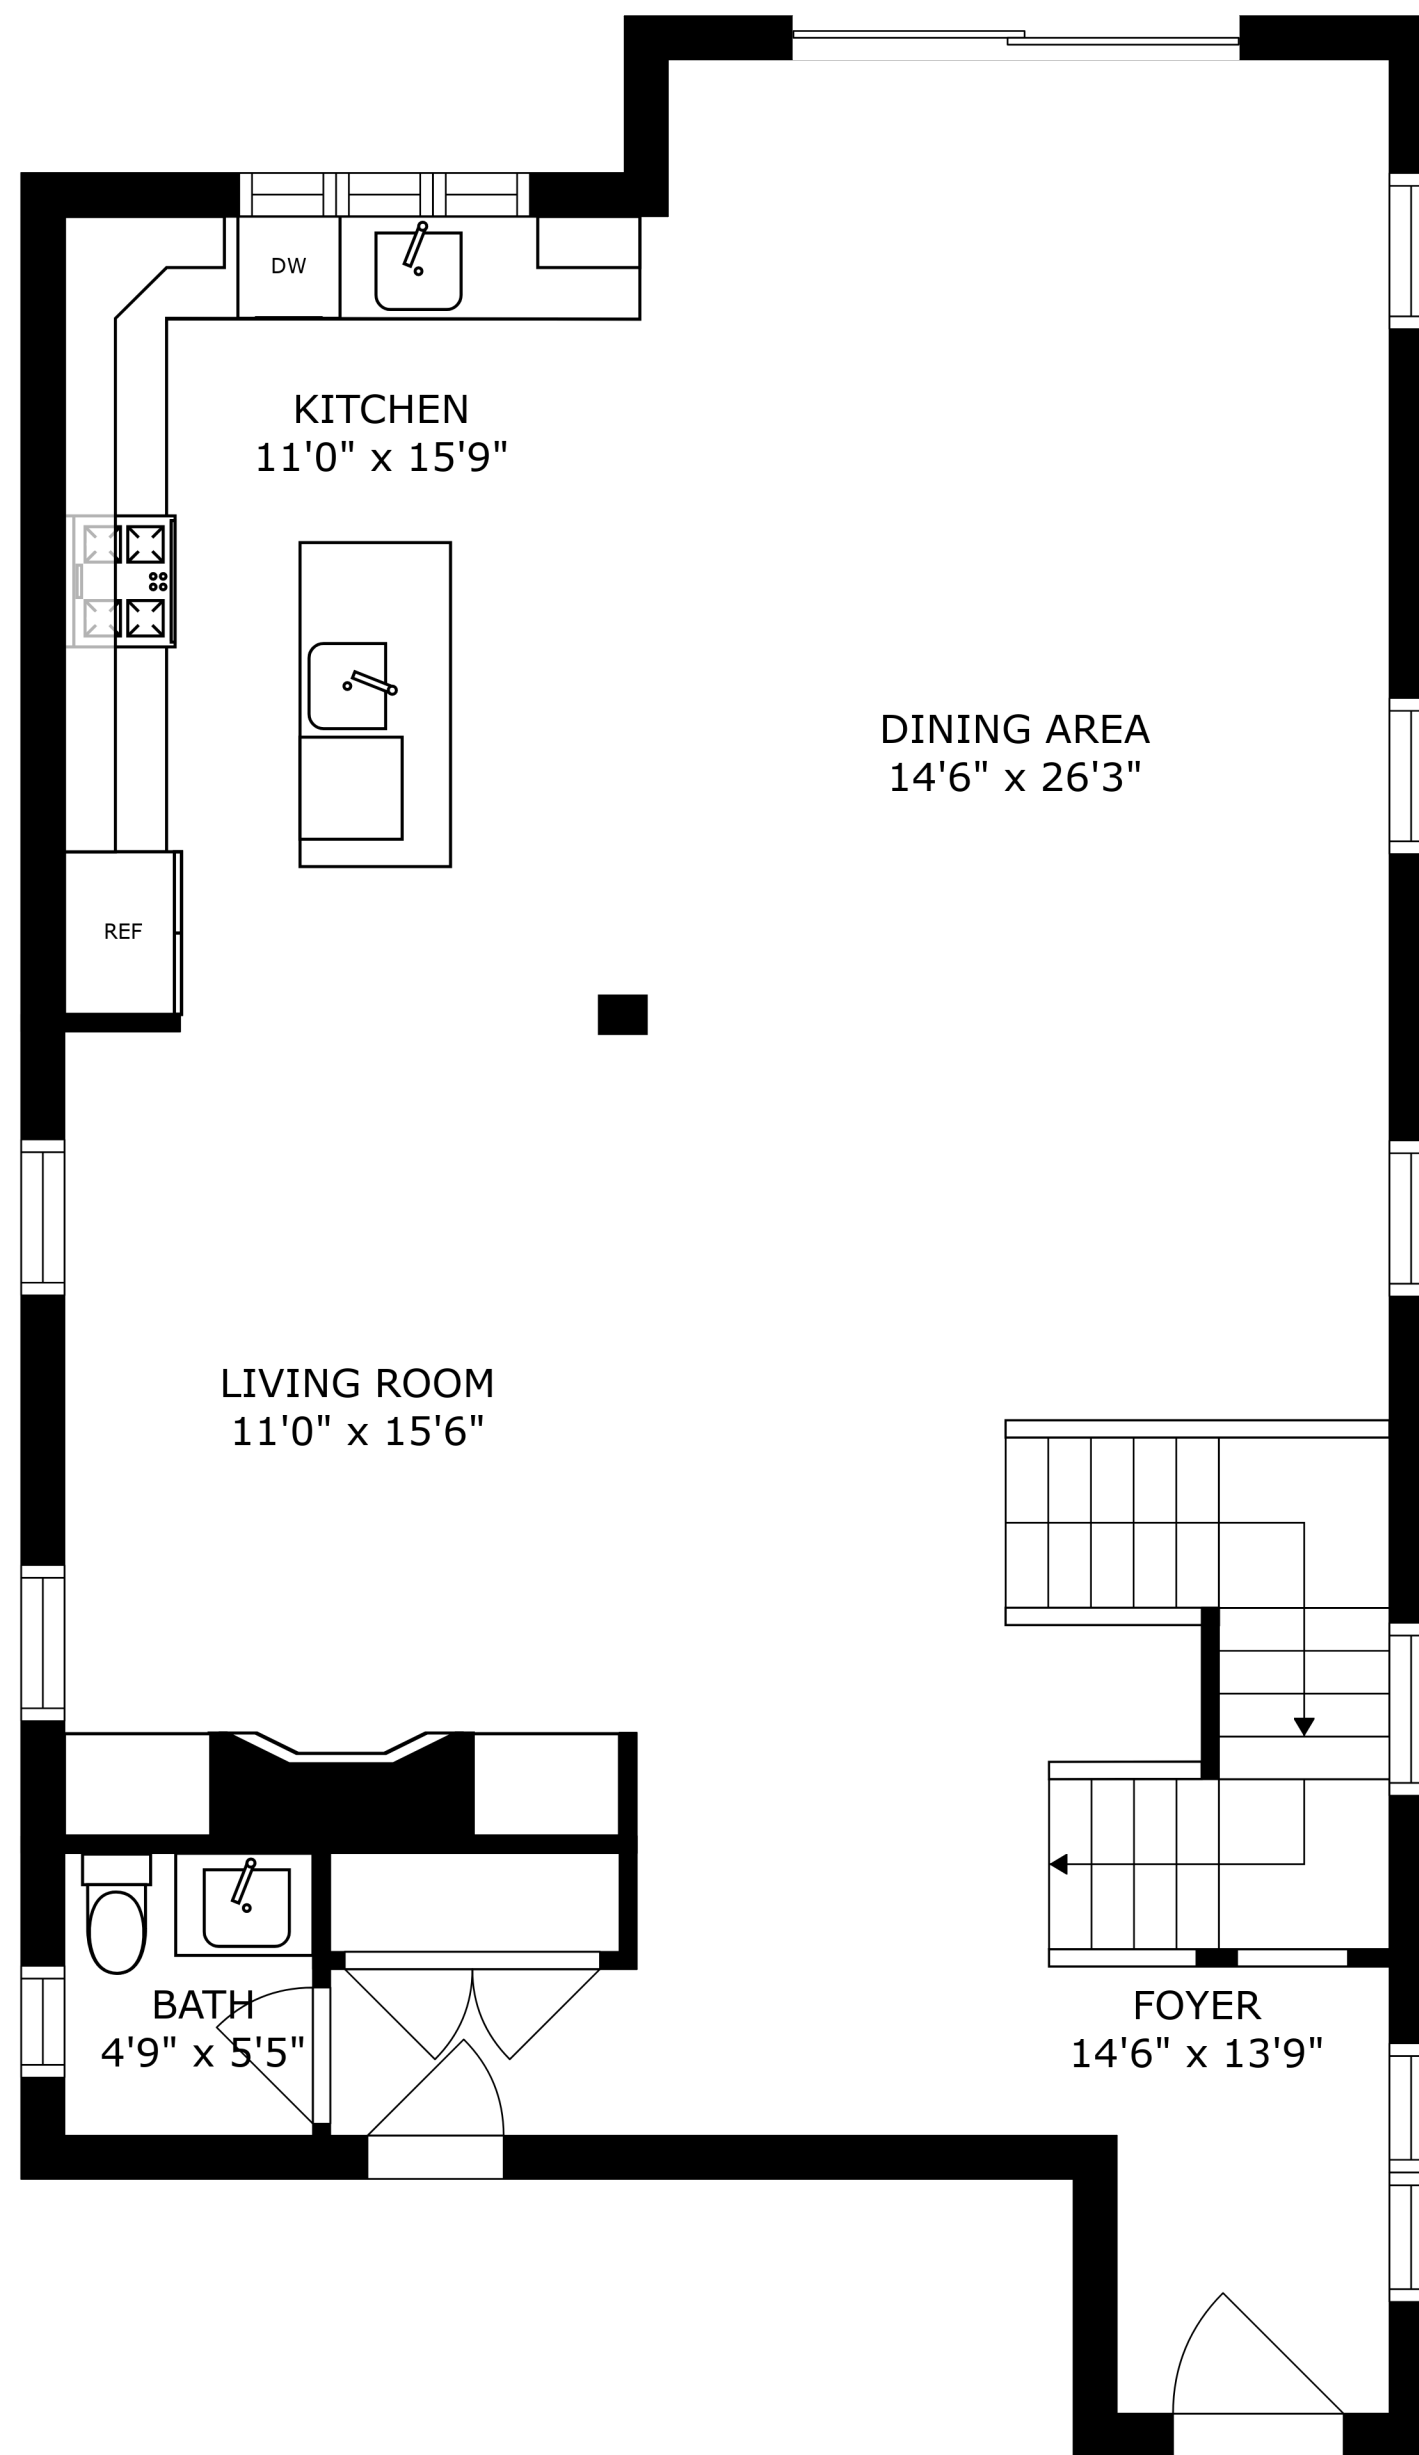 DW
KITCHEN
11'0" x 15'9"
DINING AREA
14'6" x 26'3"
REF
LIVING ROOM
11'0" x 15'6"
BATH
4'9" x 5'5"
FOYER
14'6" x 13'9"